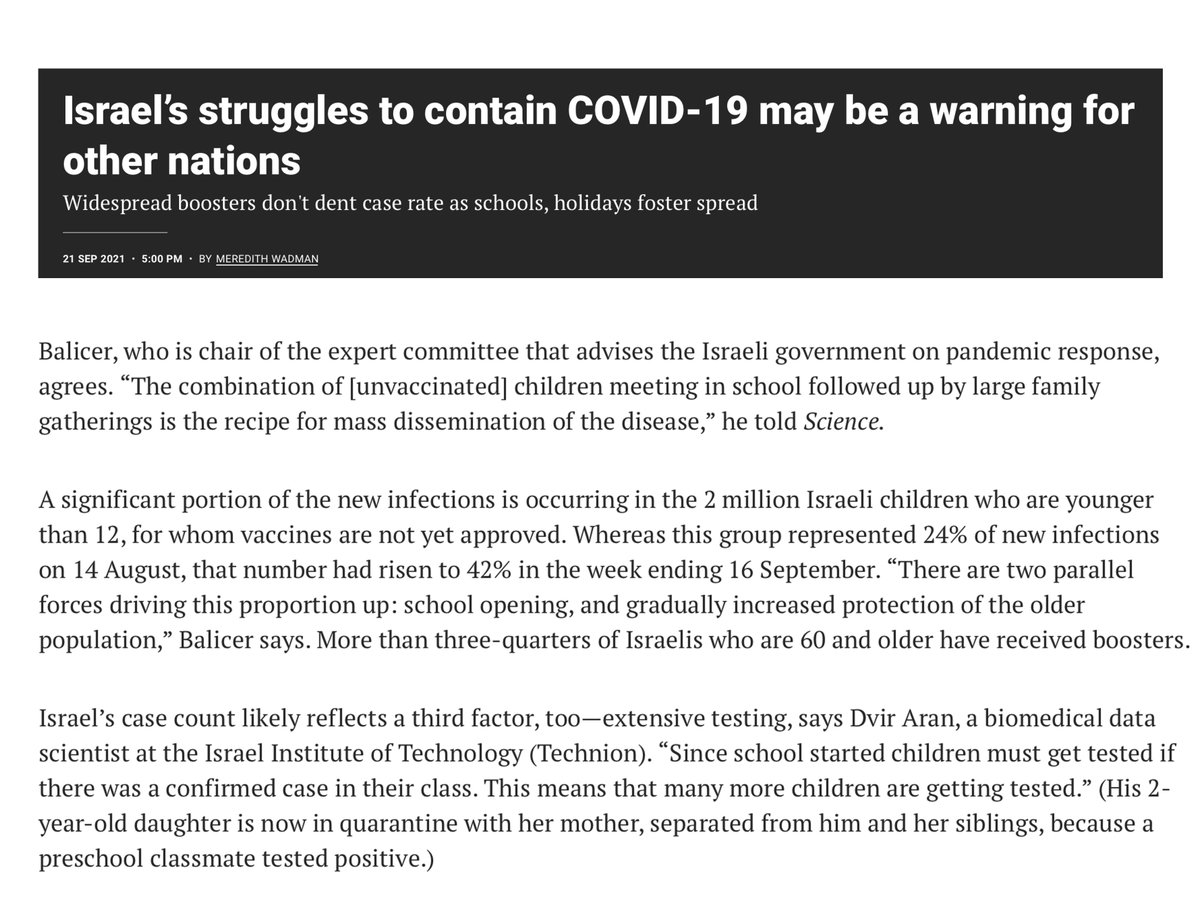 Israel’s struggles to contain COVID-19 may be a warning for
other nations
Widespread boosters don't dent case rate as schools, holidays foster spread
21 SEP 2021 • 5:00 PM • BY MEREDITH WADMAN
Balicer, who is chair of the expert committee that advises the Israeli government on pandemic response,
agrees. “The combination of [unvaccinated] children meeting in school followed up by large family
gatherings is the recipe for mass dissemination of the disease,” he told Science.
A significant portion of the new infections is occurring in the 2 million Israeli children who are younger
than 12, for whom vaccines are not yet approved. Whereas this group represented 24% of new infections
on 14 August, that number had risen to 42% in the week ending 16 September. “There are two parallel
forces driving this proportion up: school opening, and gradually increased protection of the older
population,” Balicer says. More than three-quarters of Israelis who are 60 and older have received boosters.
Israel’s case count likely reflects a third factor, too—extensive testing, says Dvir Aran, a biomedical data
scientist at the Israel Institute of Technology (Technion). “Since school started children must get tested if
there was a confirmed case in their class. This means that many more children are getting tested.” (His 2-
year-old daughter is now in quarantine with her mother, separated from him and her siblings, because a
preschool classmate tested positive.)